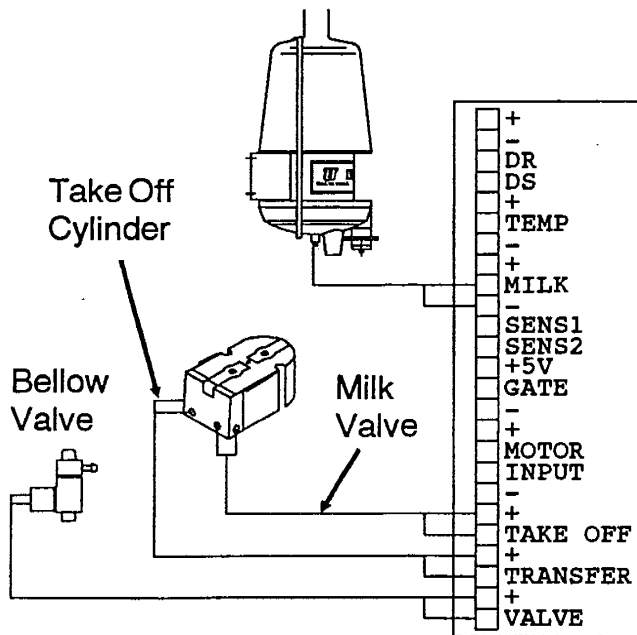 Take Off
Cylinder
Bellow
Valve
Milk
Valve
+
-
DR
DS
+
TEMP
-
+
MILK
-
SENS1
SENS2
+5V
GATE
-
+
MOTOR
INPUT
-
+
TAKE OFF
+
TRANSFER
+
VALVE